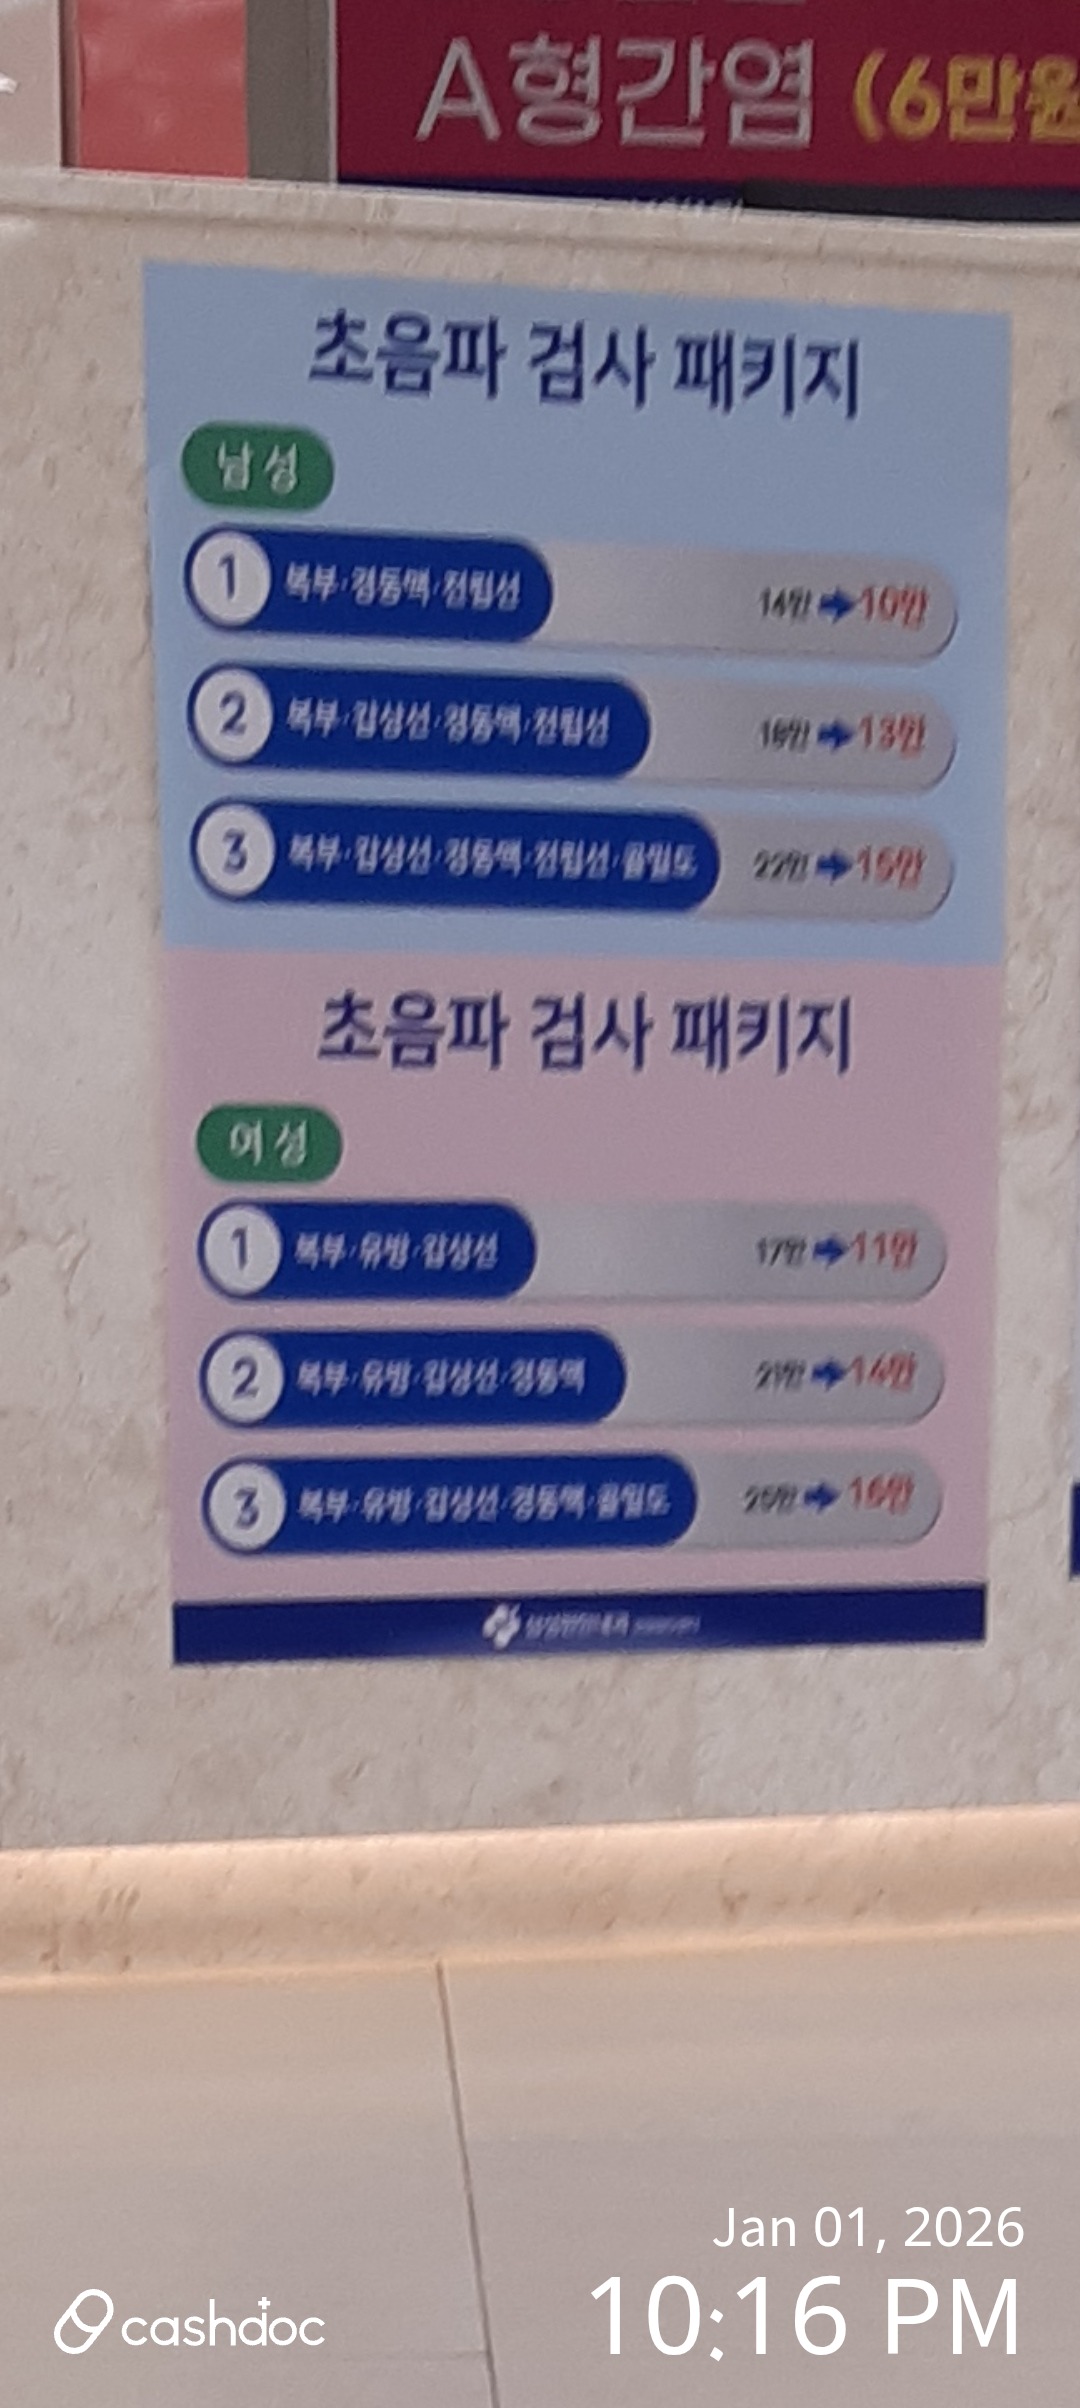 A형간염 (6만원
초음파 검사 패키지
남성
1 복부·경동맥·전립선 14만 → 10만
2 복부·갑상선·경동맥·전립선 18만 → 13만
3 복부·갑상선·경동맥·전립선·골밀도 22만 → 15만
초음파 검사 패키지
여성
1 복부·유방·갑상선 17만 → 11만
2 복부·유방·갑상선·경동맥 21만 → 14만
3 복부·유방·갑상선·경동맥·골밀도 25만 → 16만
Jan 01, 2026
10:16 PM
cashdoc